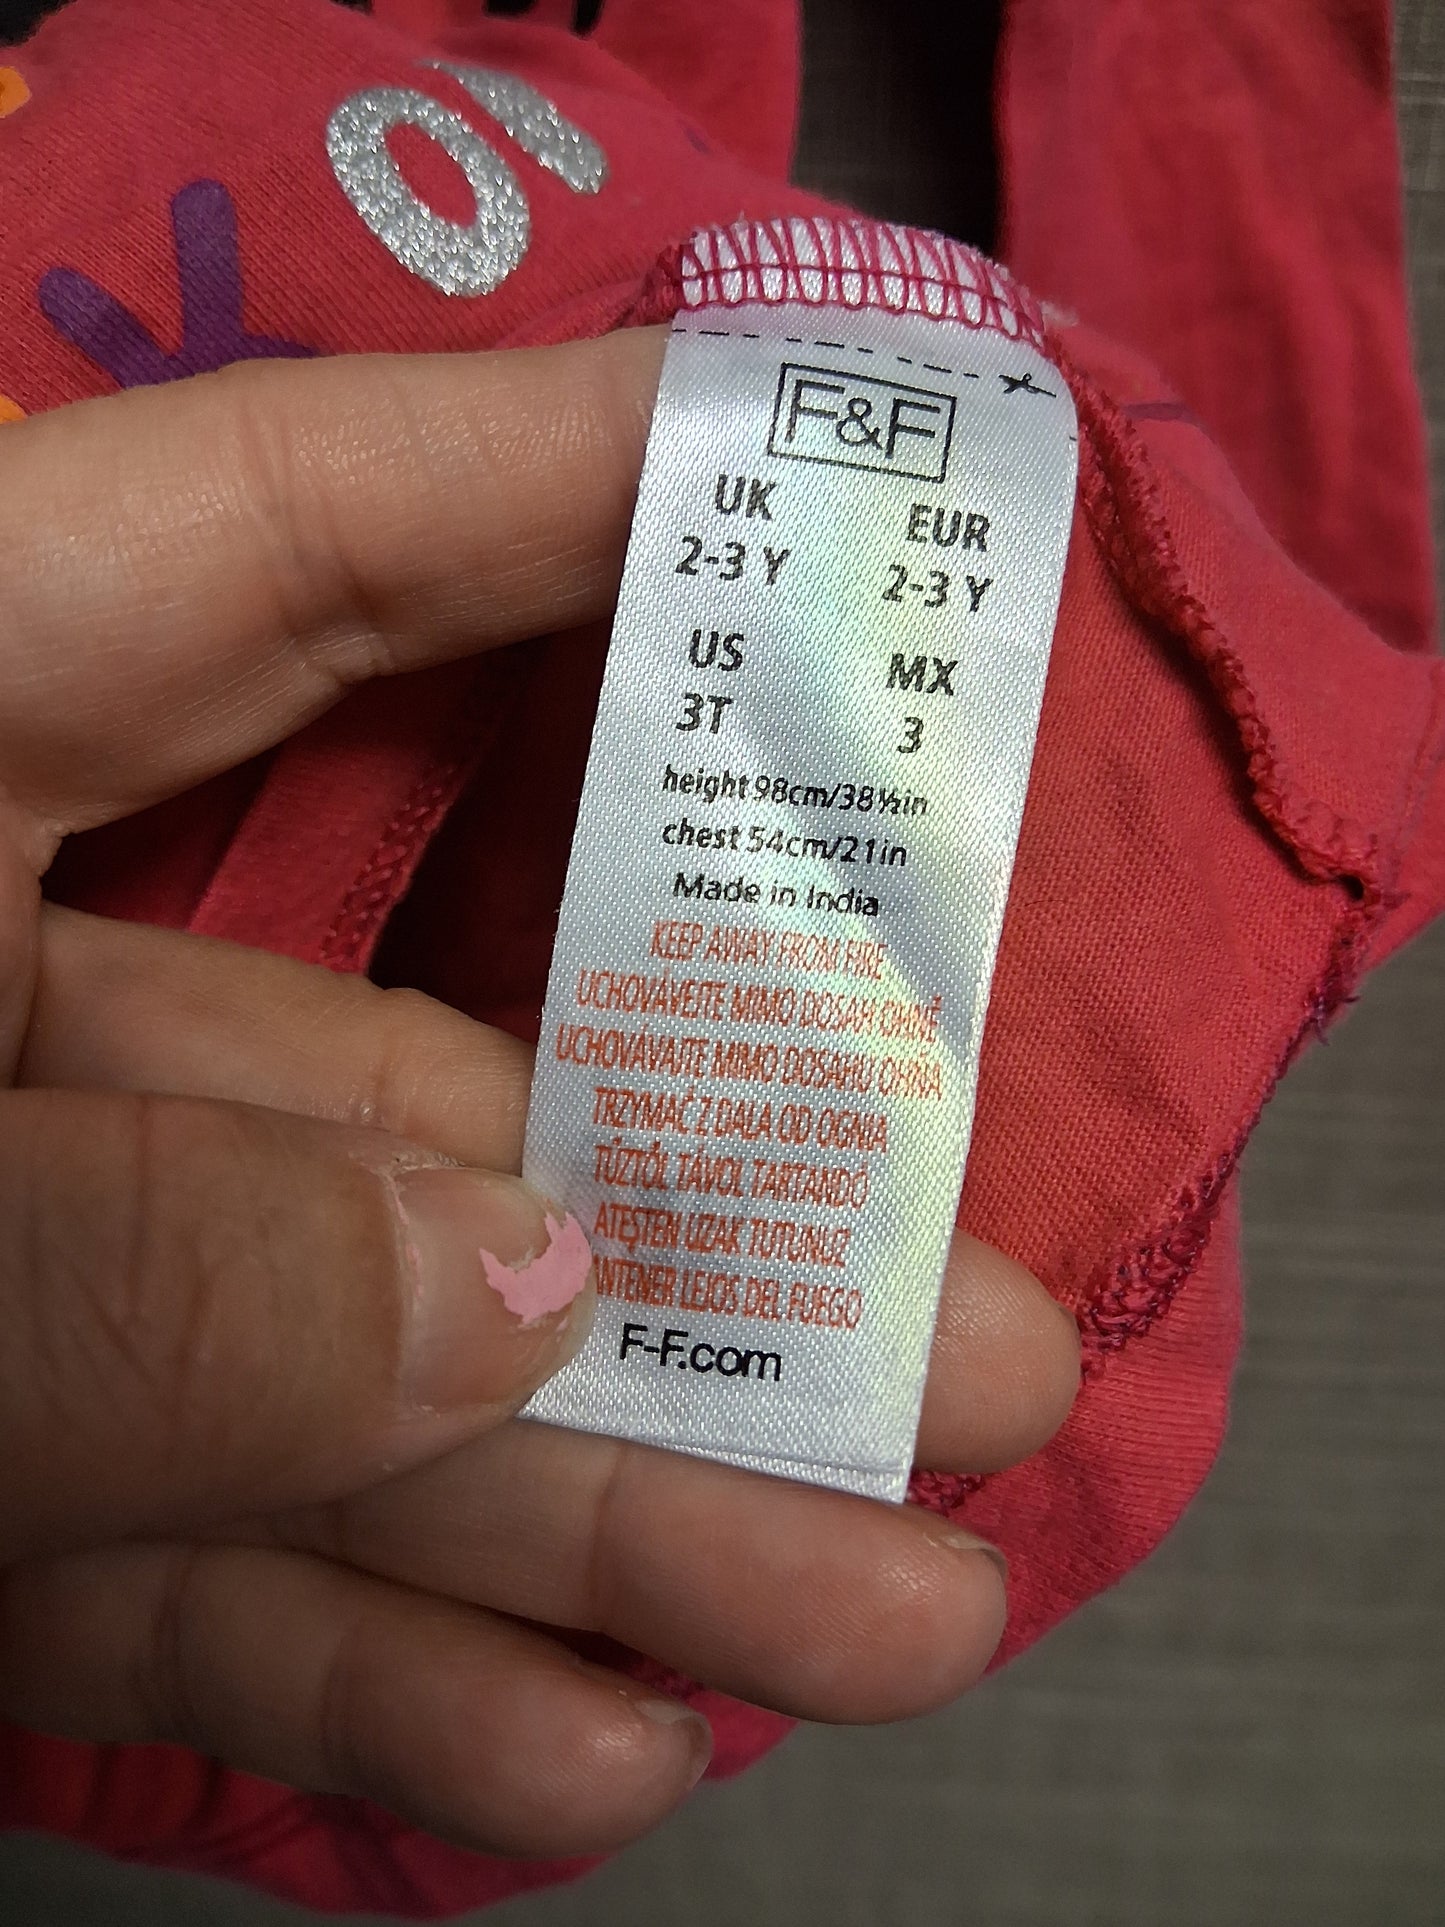 F&F
UK EUR
2-3 Y 2-3 Y
US MX
3T 3
height 98cm/38½in
chest 54cm/21in
Made in India
KEEP AWAY FROM FIRE
UCHOVÁVEJTE MIMO DOSAH OHNĚ
UCHOVÁVAJTE MIMO DOSAHU OHŇA
TRZYMAĆ Z DALA OD OGNIA
TŰZTŐL TÁVOL TARTANDÓ
ATEŞTEN UZAK TUTUNUZ
ANTENER LEJOS DEL FUEGO
F-F.com